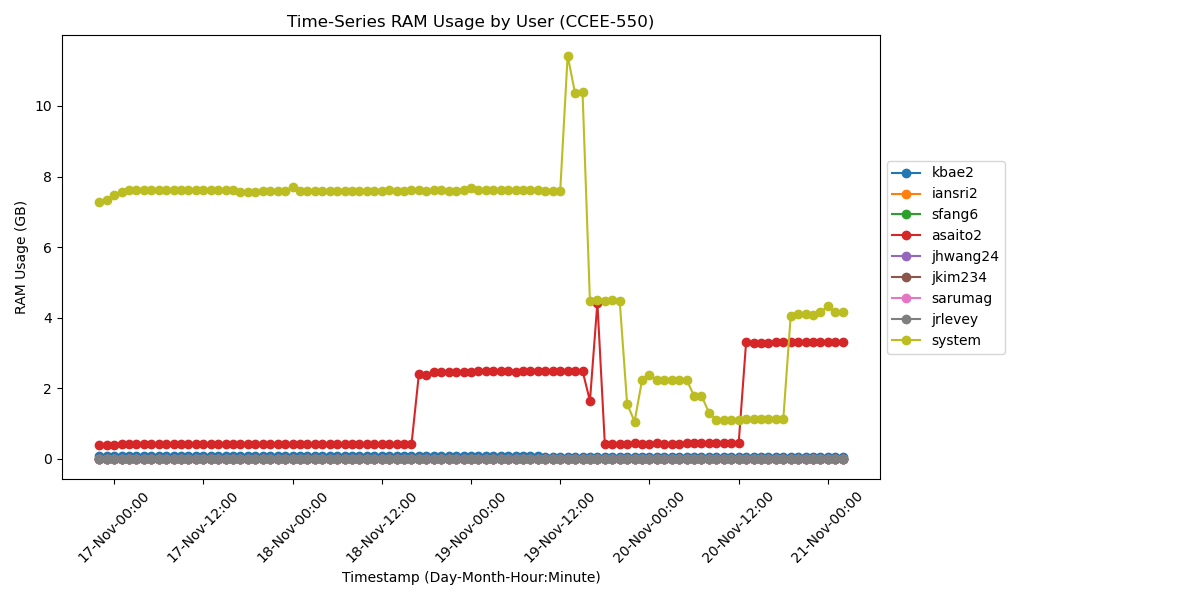 Time-Series RAM Usage by User (CCEE-550)
RAM Usage (GB)
10
8
6
4
2
0
17-Nov-00:00
17-Nov-12:00
18-Nov-00:00
18-Nov-12:00
19-Nov-00:00
19-Nov-12:00
20-Nov-00:00
20-Nov-12:00
21-Nov-00:00
Timestamp (Day-Month-Hour:Minute)
kbae2
iansri2
sfang6
asaito2
jhwang24
jkim234
sarumag
jrlevey
system